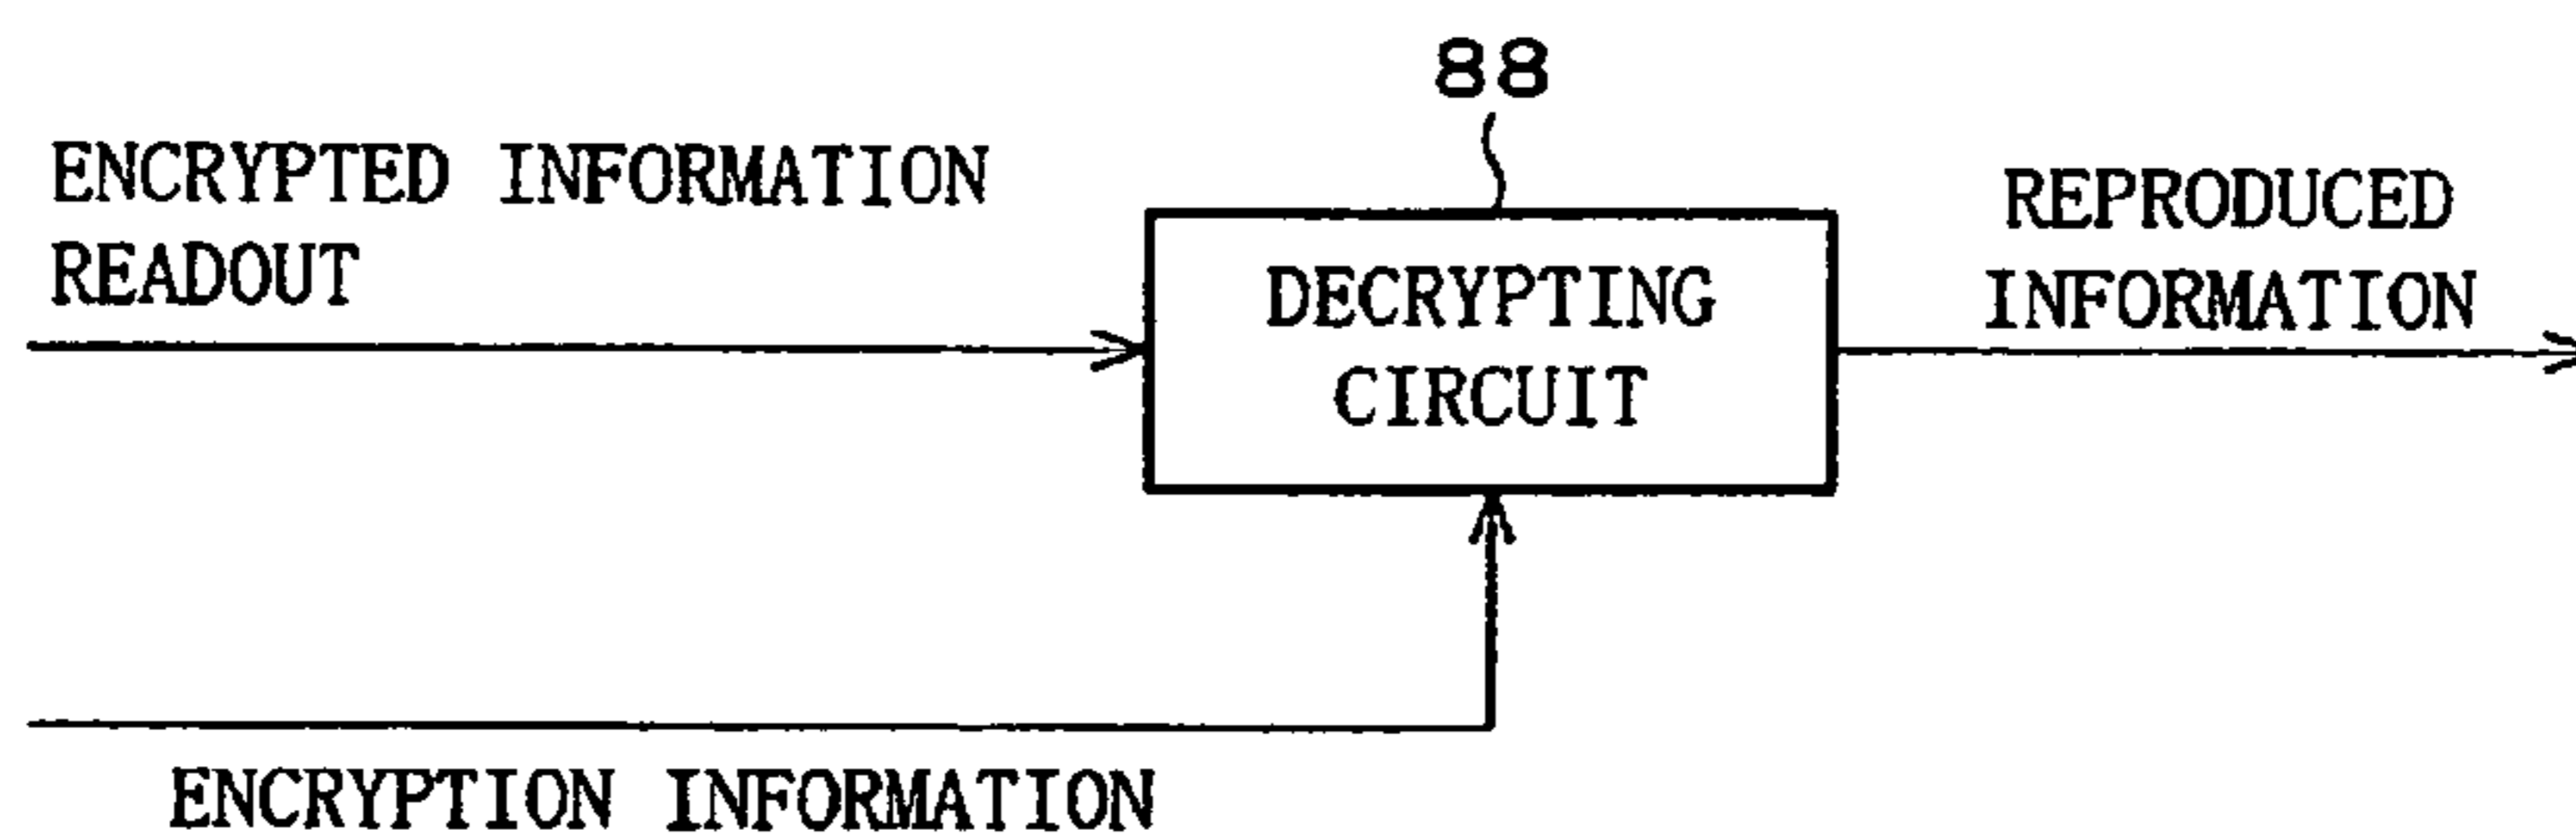 88
ENCRYPTED INFORMATION
READOUT
DECRYPTING
CIRCUIT
REPRODUCED
INFORMATION
ENCRYPTION INFORMATION